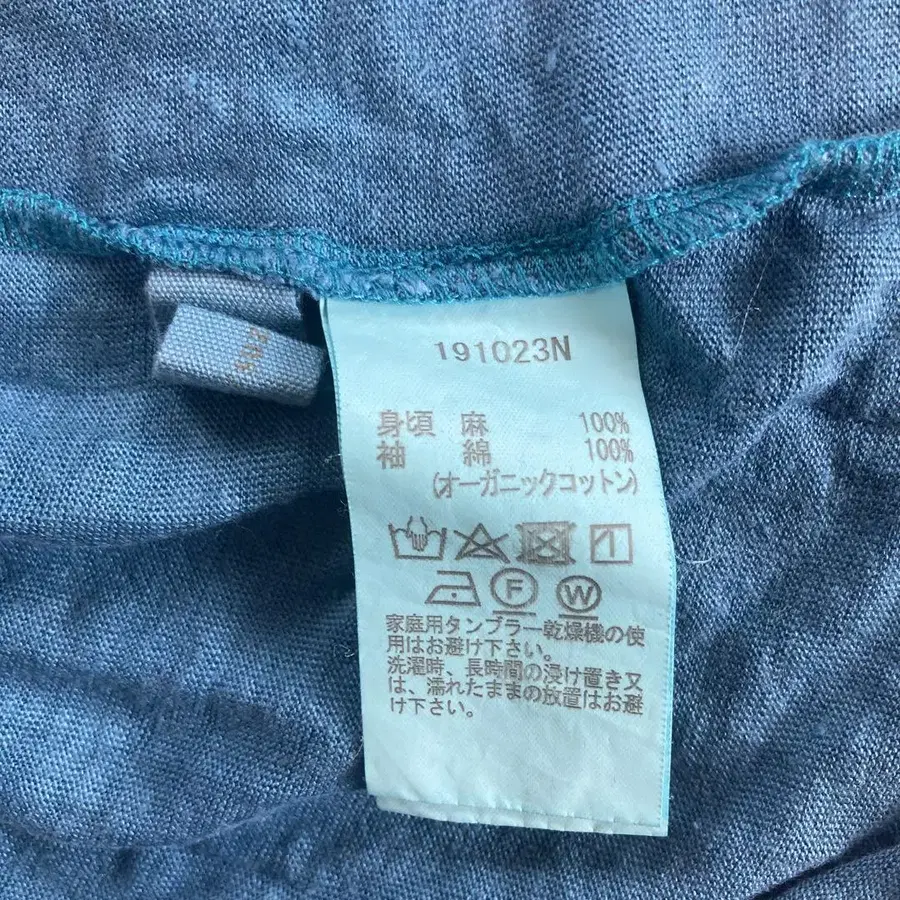 191023N
身頃 麻 100%
袖 綿 100%
(オーガニックコットン)
F W
家庭用タンブラー乾燥機の使
用はお避け下さい。
洗濯時、長時間の浸け置き又
は、濡れたままの放置はお避
け下さい。